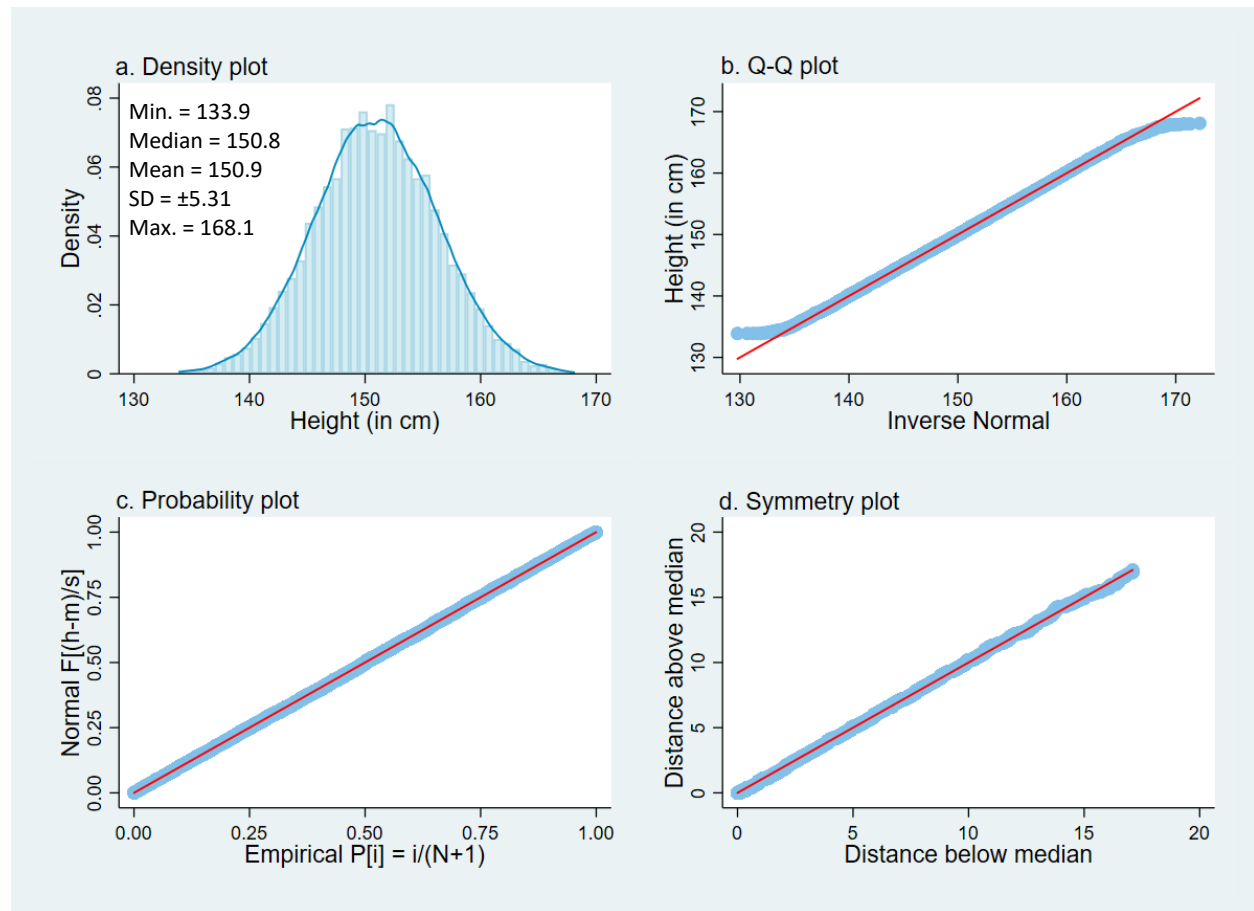 a. Density plot
Min. = 133.9
Median = 150.8
Mean = 150.9
SD = ±5.31
Max. = 168.1
Density
0
.02
.04
.06
.08
130 140 150 160 170
Height (in cm)
b. Q-Q plot
Height (in cm)
130
140
150
160
170
130 140 150 160 170
Inverse Normal
c. Probability plot
Normal F[(h-m)/s]
0.00
0.25
0.50
0.75
1.00
0.00 0.25 0.50 0.75 1.00
Empirical P[i] = i/(N+1)
d. Symmetry plot
Distance above median
0
5
10
15
20
0 5 10 15 20
Distance below median